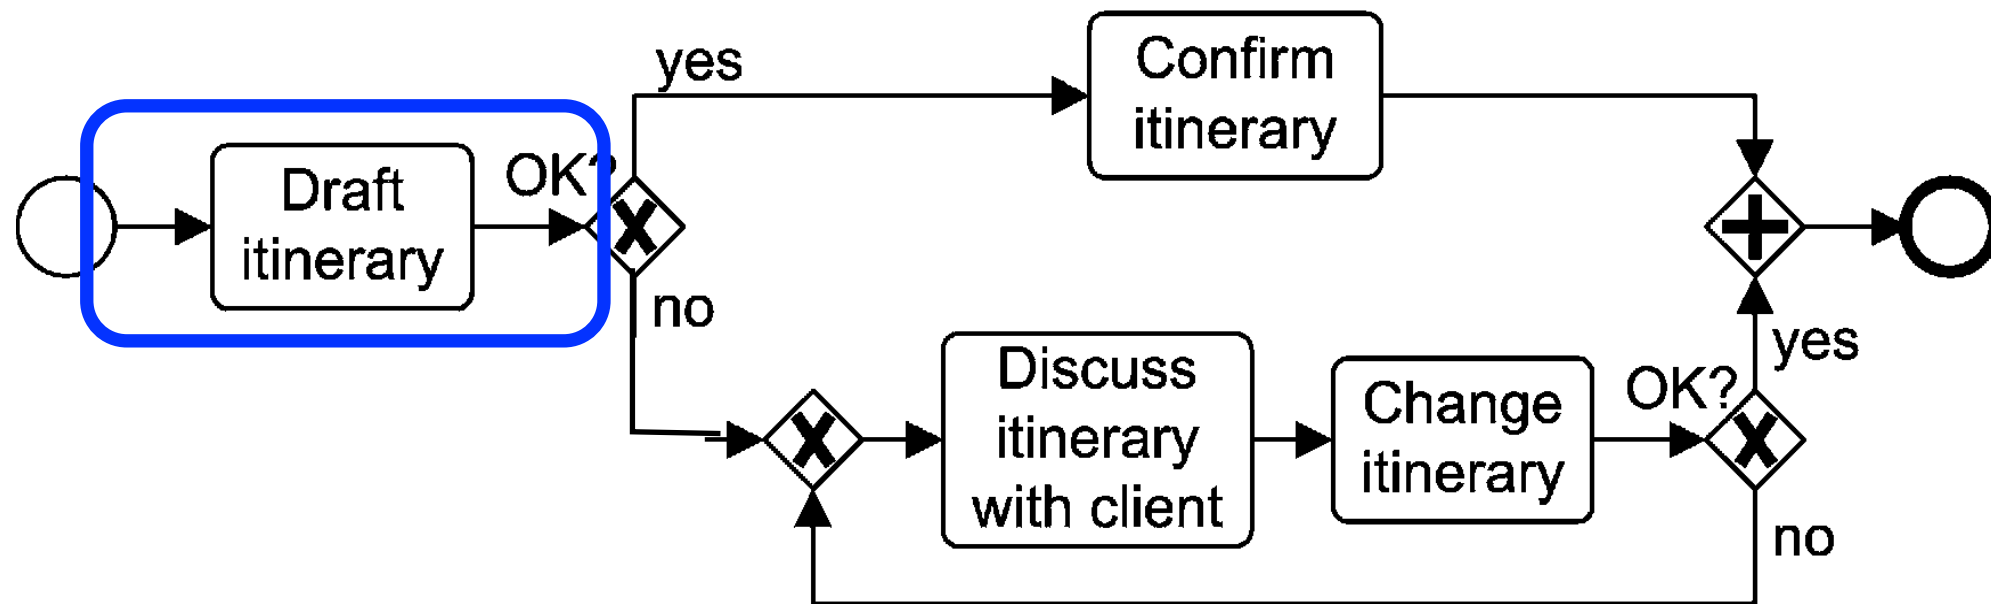 yes
Confirm
itinerary
Draft
itinerary
OK?
no
Discuss
itinerary
with client
Change
itinerary
OK?
yes
no